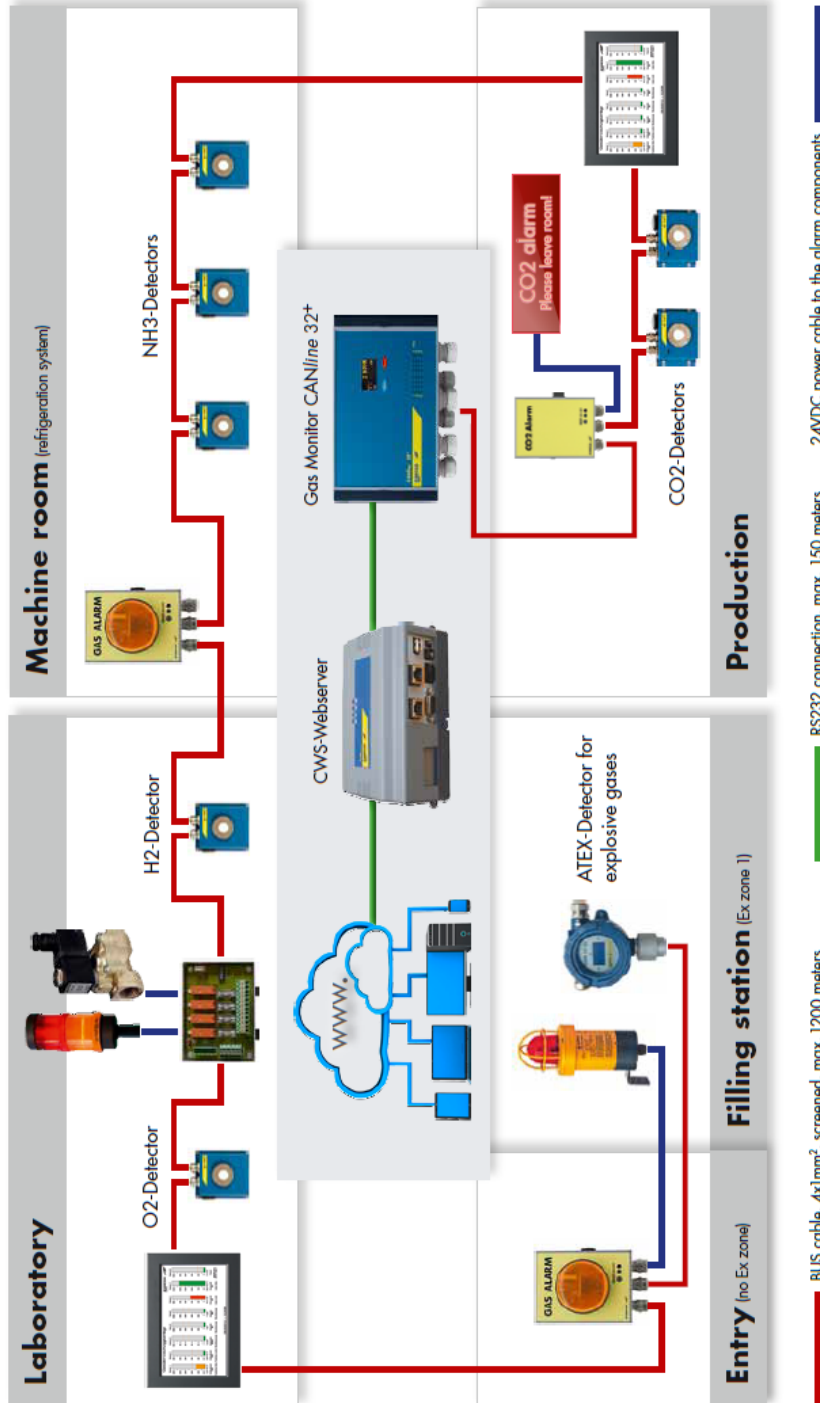 Laboratory
O2-Detector
H2-Detector
Machine room (refrigeration system)
GAS ALARM
NH3-Detectors
www.
CWS-Webserver
Gas Monitor CANline 32+
Entry (no Ex zone)
GAS ALARM
Filling station (Ex zone 1)
ATEX-Detector for
explosive gases
Production
CO2 Alarm
CO2 alarm
Please leave room!
CO2-Detectors
BUS cable, 4x1mm², screened, max. 1200 meters
RS232 connection, max. 150 meters
24VDC power cable to the alarm components